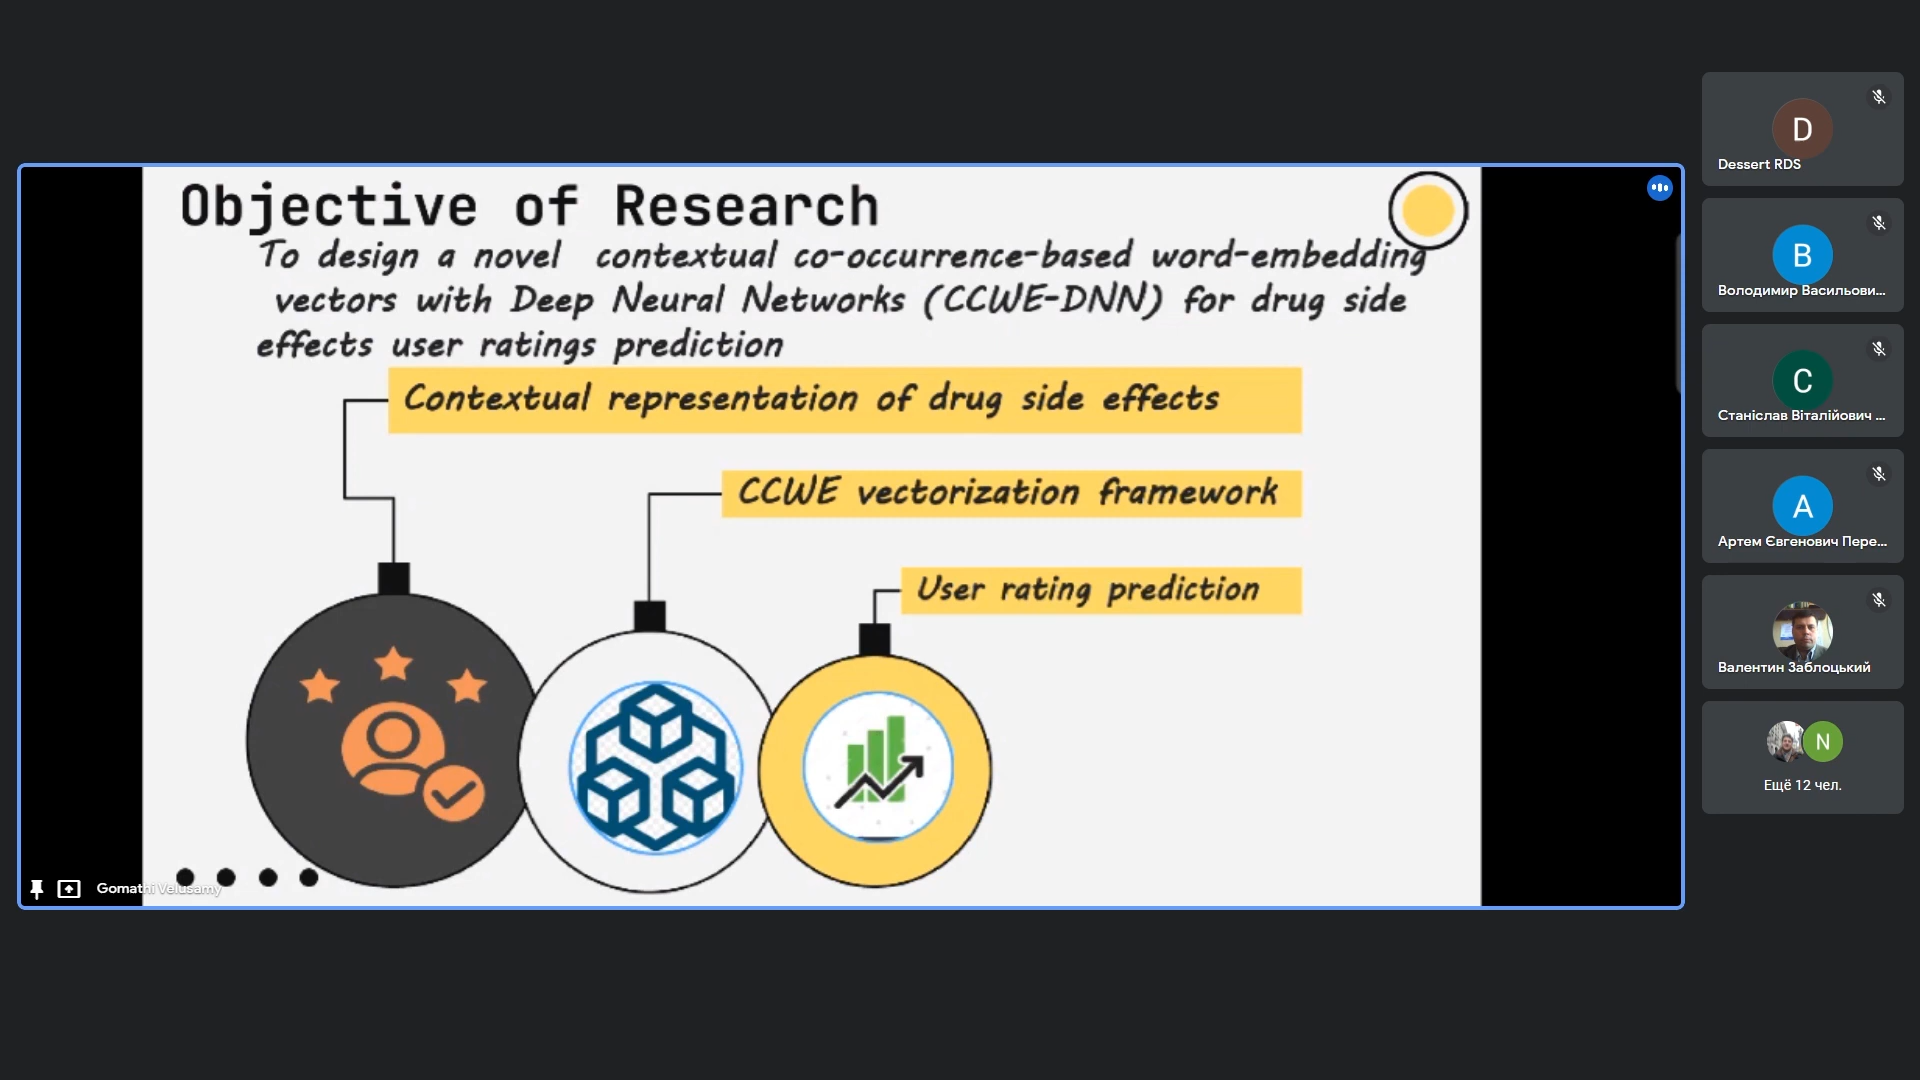 Objective of Research
To design a novel contextual co-occurrence-based word-embedding
vectors with Deep Neural Networks (CCWE-DNN) for drug side
effects user ratings prediction
Contextual representation of drug side effects
CCWE vectorization framework
User rating prediction
Gomathi Velusamy
D
Dessert RDS
В
Володимир Васильови...
С
Станіслав Віталійович ...
А
Артем Євгенович Пере...
Валентин Заблоцький
N
Ещё 12 чел.